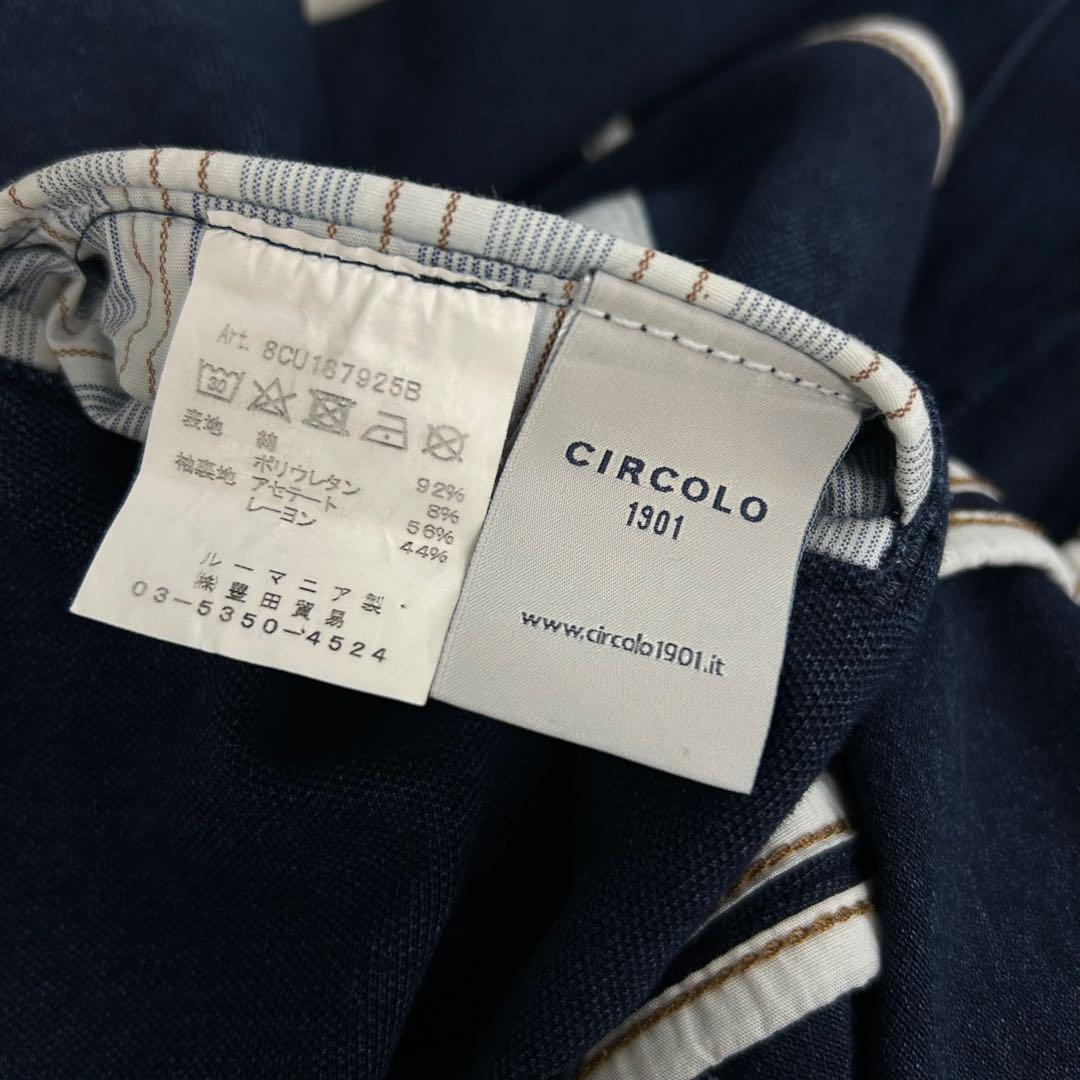 Art. 8CU187925B
30
表地 綿 92%
ポリウレタン 8%
袖裏地 アセテート 56%
レーヨン 44%
ルーマニア製・
㈱豊田貿易
03-5350-4524
CIRCOLO
1901
www.circolo1901.it